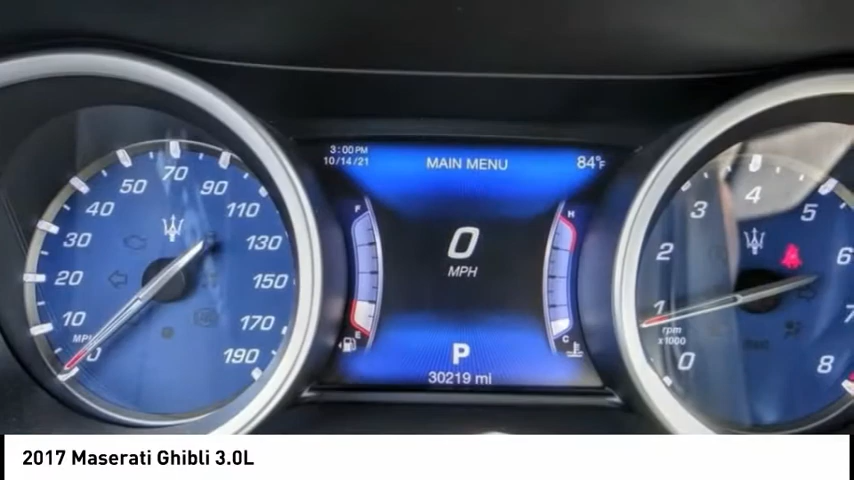 3:00 PM
10/14/21
MAIN MENU
84°F
0
MPH
F
E
H
C
P
30219 mi
0
10
20
30
40
50
70
90
110
130
150
170
190
MPH
0
1
2
3
4
5
6
7
8
rpm
x1000
2017 Maserati Ghibli 3.0L